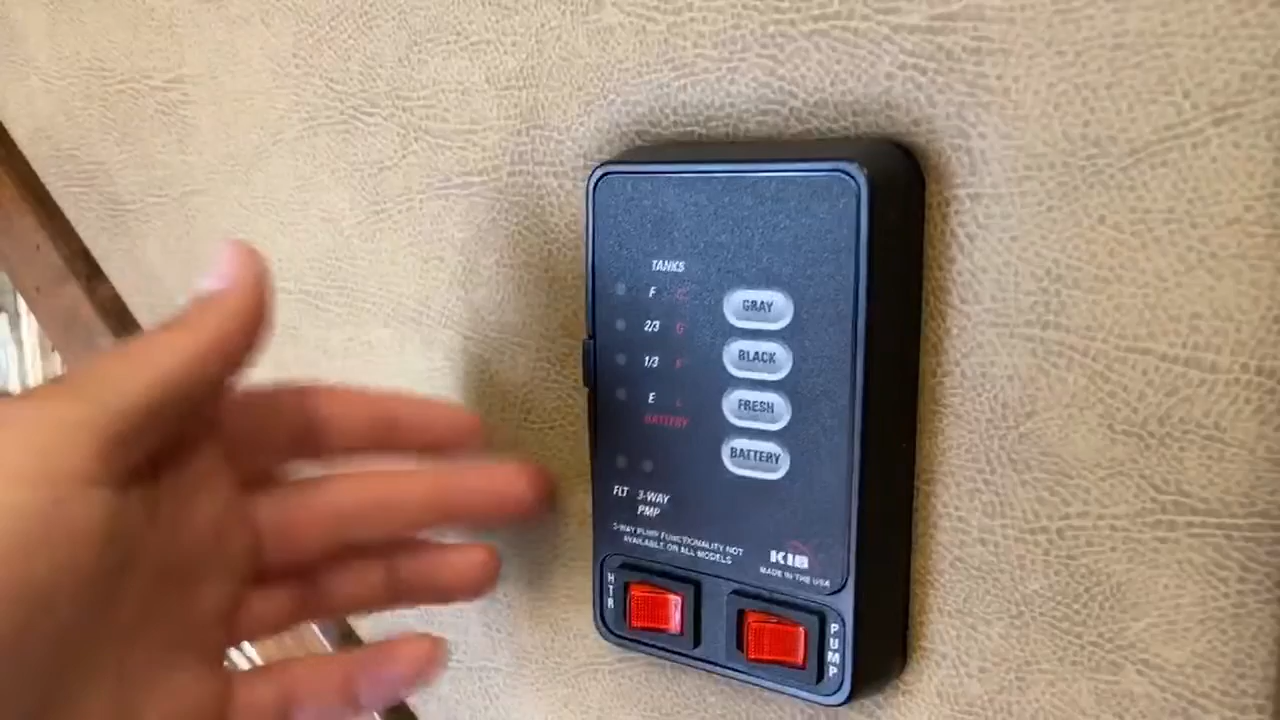 TANKS
F
2/3 G
1/3 F
E L
BATTERY
GRAY
BLACK
FRESH
BATTERY
FLT 3-WAY
PMP
3-WAY PUMP FUNCTIONALITY NOT
AVAILABLE ON ALL MODELS
KIB
MADE IN THE USA
HTR
PUMP